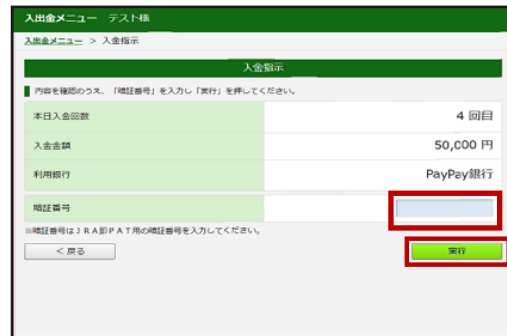 入出金メニュー テスト様
入出金メニュー > 入金指示
入金指示
内容を確認のうえ、「暗証番号」を入力し「実行」を押してください。
本日入金回数 4 回目
入金金額 50,000 円
利用銀行 PayPay銀行
暗証番号
※暗証番号はJRA即PAT用の暗証番号を入力してください。
< 戻る 実行